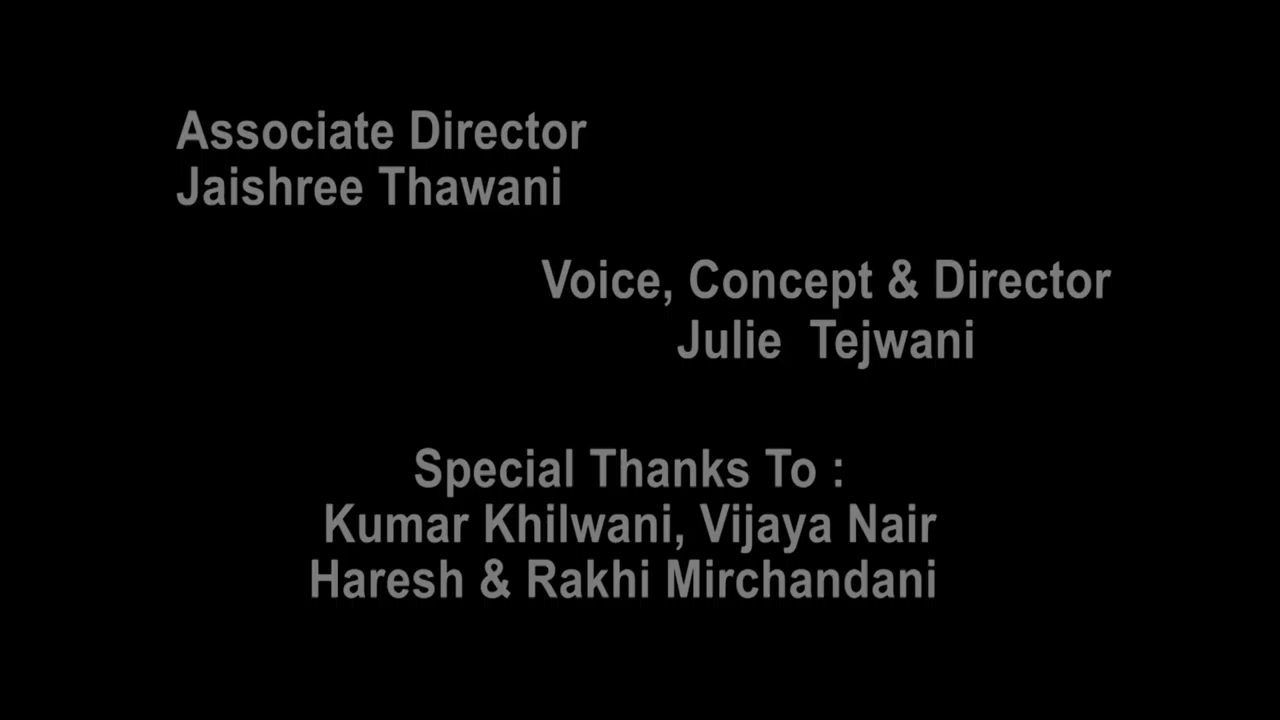 Associate Director
Jaishree Thawani
Voice, Concept & Director
Julie Tejwani
Special Thanks To :
Kumar Khilwani, Vijaya Nair
Haresh & Rakhi Mirchandani